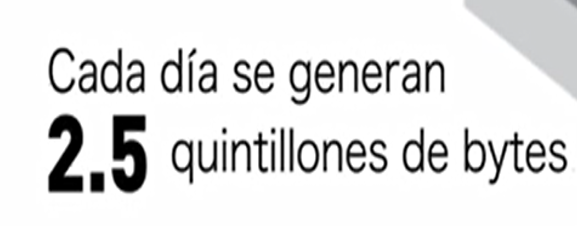 Cada día se generan
2.5 quintillones de bytes